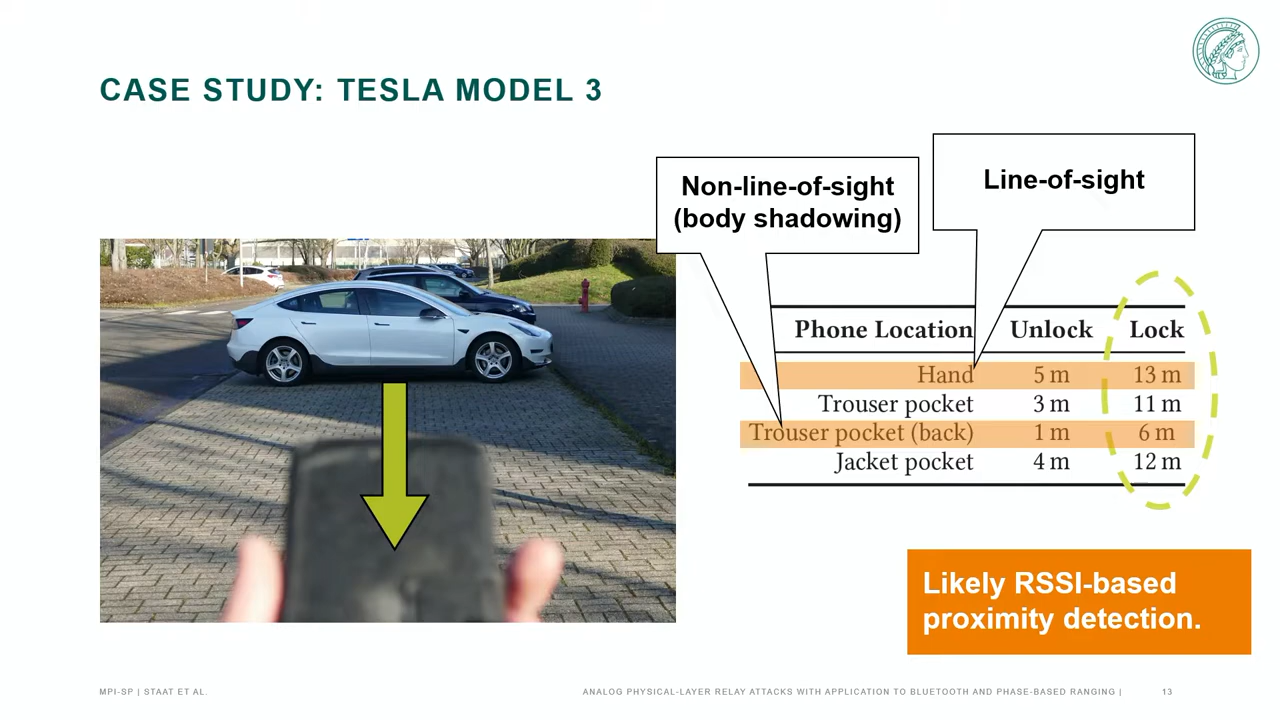 CASE STUDY: TESLA MODEL 3
Non-line-of-sight
(body shadowing)
Line-of-sight
Phone Location Unlock Lock
Hand 5 m 13 m
Trouser pocket 3 m 11 m
Trouser pocket (back) 1 m 6 m
Jacket pocket 4 m 12 m
Likely RSSI-based
proximity detection.
MPI-SP | STAAT ET AL. ANALOG PHYSICAL-LAYER RELAY ATTACKS WITH APPLICATION TO BLUETOOTH AND PHASE-BASED RANGING | 13